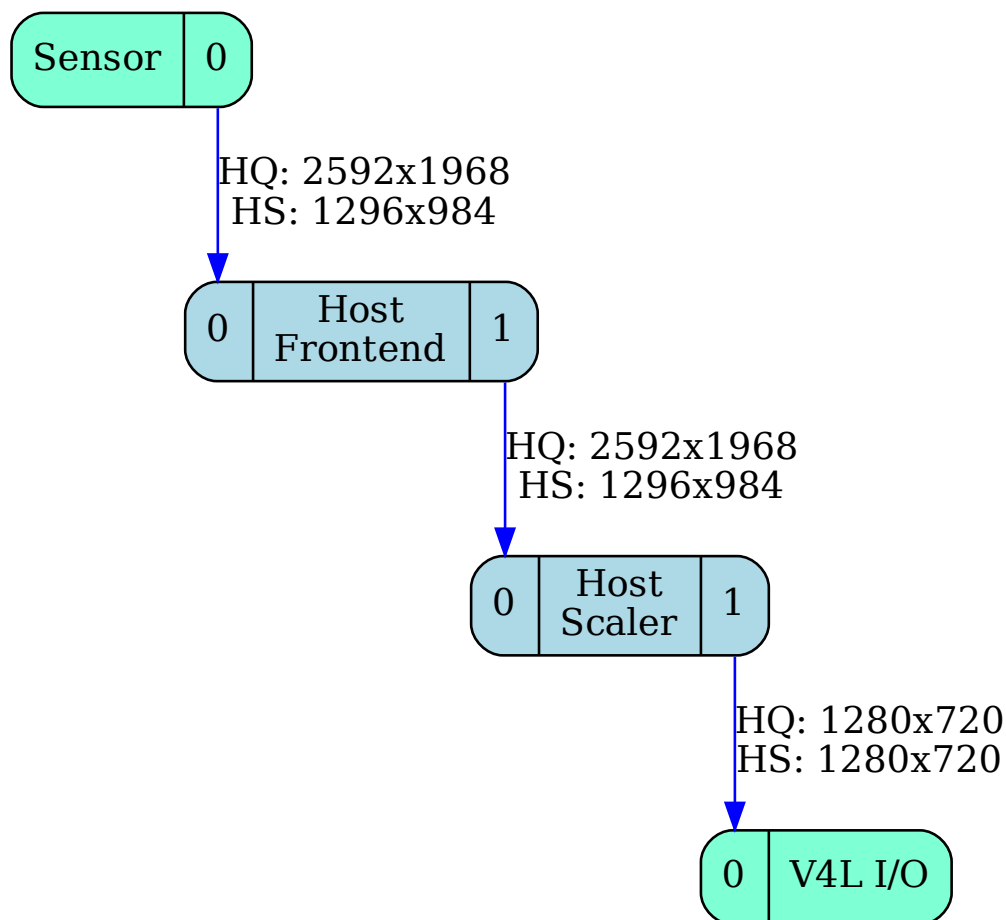 Sensor 0
HQ: 2592x1968
HS: 1296x984
0 Host Frontend 1
HQ: 2592x1968
HS: 1296x984
0 Host Scaler 1
HQ: 1280x720
HS: 1280x720
0 V4L I/O